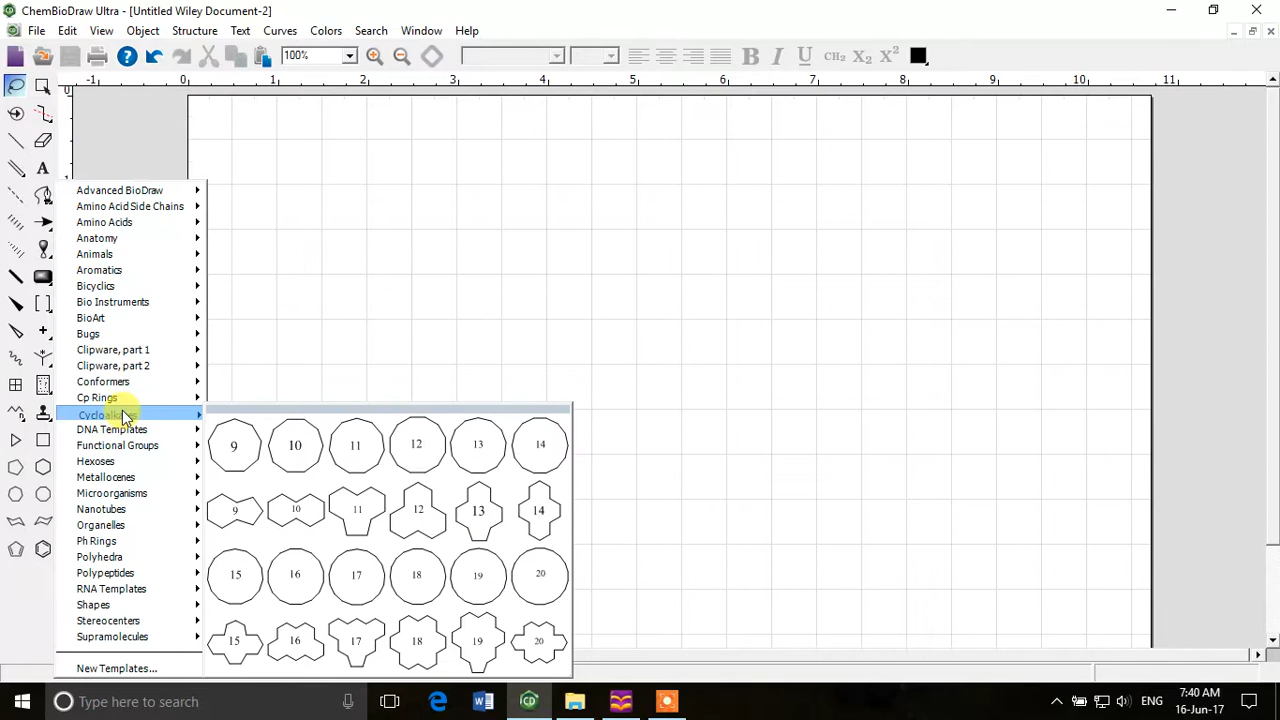 ChemBioDraw Ultra - [Untitled Wiley Document-2]
File Edit View Object Structure Text Curves Colors Search Window Help
100% B I U CH2 X2 X2
-1 0 1 2 3 4 5 6 7 8 9 10 11
0
1
A
Advanced BioDraw
Amino Acid Side Chains
Amino Acids
Anatomy
Animals
Aromatics
Bicyclics
Bio Instruments
BioArt
Bugs
Clipware, part 1
Clipware, part 2
Conformers
Cp Rings
Cycloalkanes
DNA Templates
Functional Groups
Hexoses
Metallocenes
Microorganisms
Nanotubes
Organelles
Ph Rings
Polyhedra
Polypeptides
RNA Templates
Shapes
Stereocenters
Supramolecules
New Templates...
9 10 11 12 13 14
9 10 11 12 13 14
15 16 17 18 19 20
15 16 17 18 19 20
Type here to search
ENG
7:40 AM
16-Jun-17